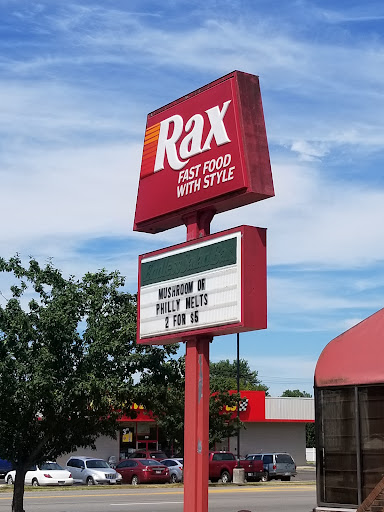 Rax
FAST FOOD
WITH STYLE
MUSHROOM OR
PHILLY MELTS
2 FOR $5